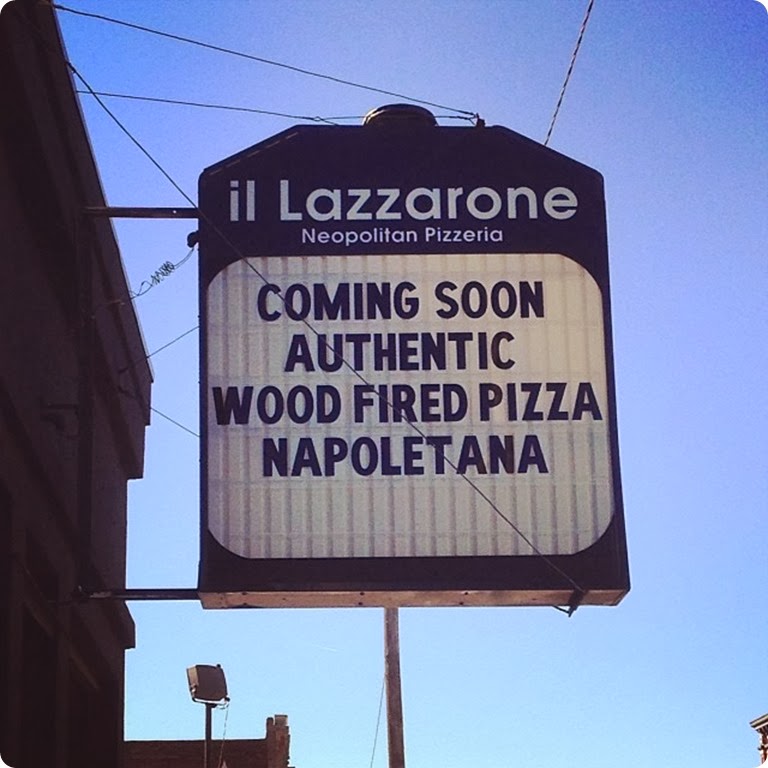 il Lazzarone
Neopolitan Pizzeria
COMING SOON
AUTHENTIC
WOOD FIRED PIZZA
NAPOLETANA